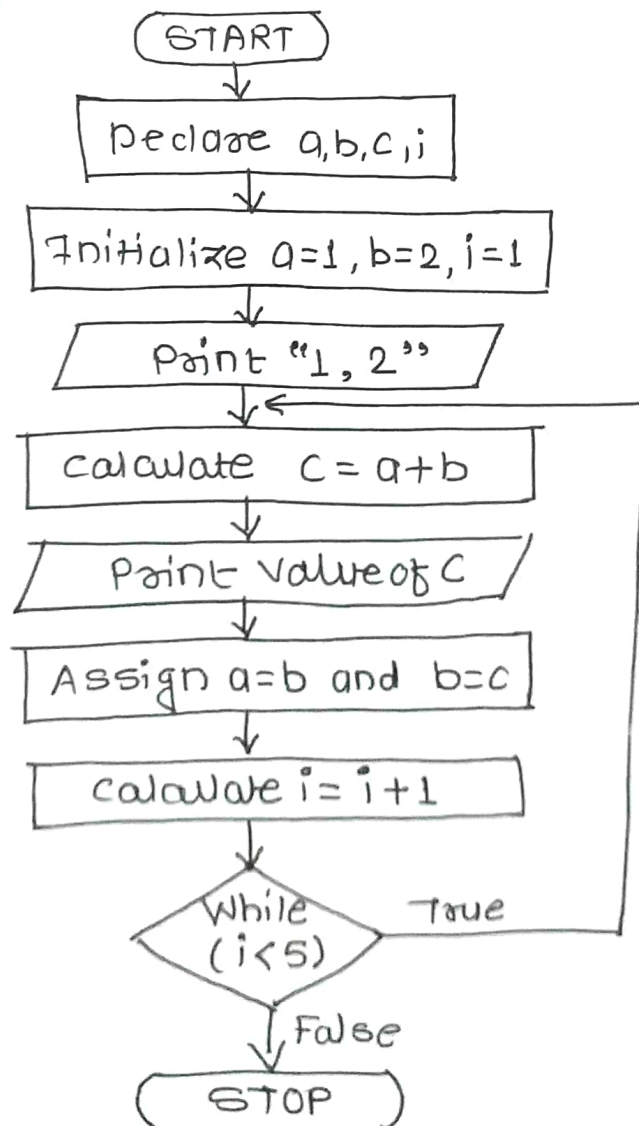 START
Declare a,b,c,i
Initialize a=1, b=2, i=1
Print "1, 2"
Calculate c = a+b
Print value of c
Assign a=b and b=c
Calculate i = i+1
While
(i<5)
True
False
STOP